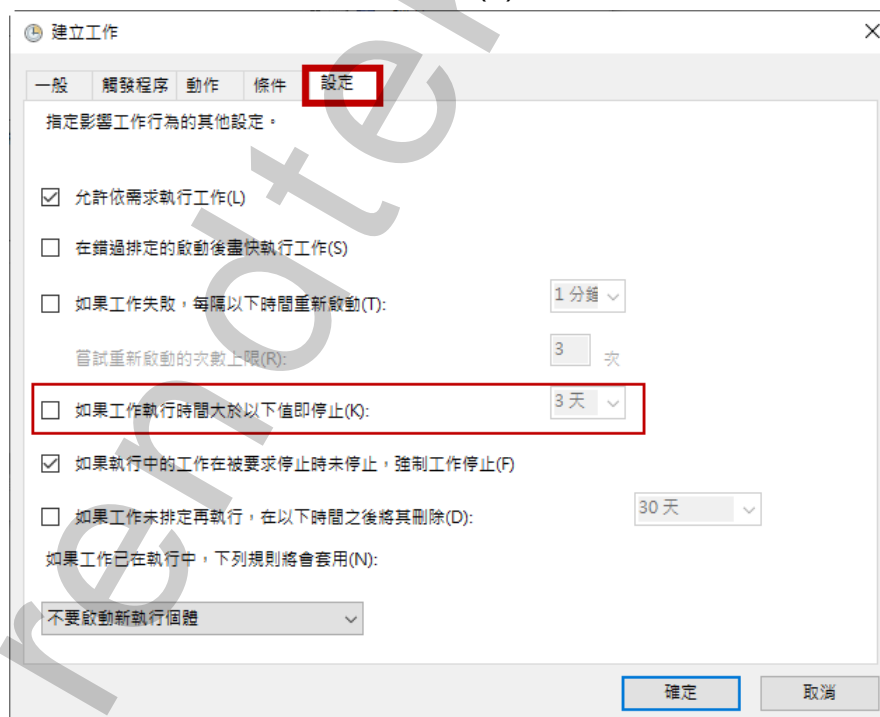 建立工作
一般 觸發程序 動作 條件 設定
指定影響工作行為的其他設定。
允許依需求執行工作(L)
在錯過排定的啟動後盡快執行工作(S)
如果工作失敗，每隔以下時間重新啟動(T): 1 分鐘
嘗試重新啟動的次數上限(R): 3 次
如果工作執行時間大於以下值即停止(K): 3 天
如果執行中的工作在被要求停止時未停止，強制工作停止(F)
如果工作未排定再執行，在以下時間之後將其刪除(D): 30 天
如果工作已在執行中，下列規則將會套用(N):
不要啟動新執行個體
確定 取消